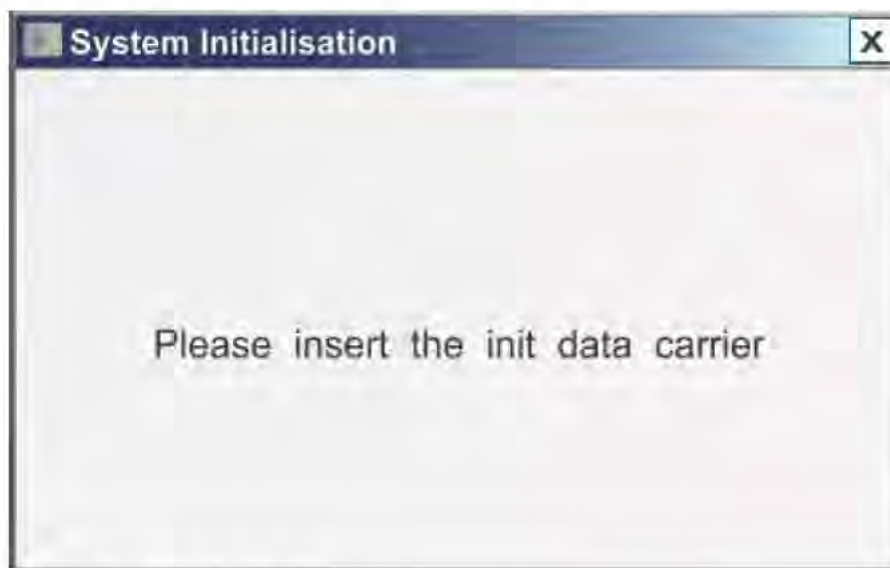 System Initialisation
X
Please insert the init data carrier